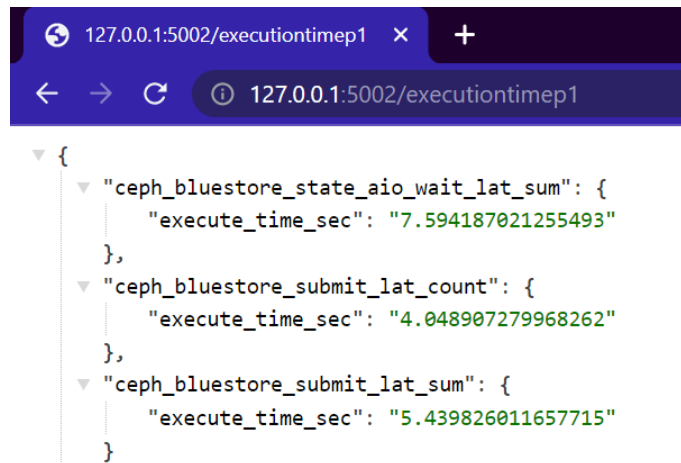 127.0.0.1:5002/executiontimep1
127.0.0.1:5002/executiontimep1
{
"ceph_bluestore_state_aio_wait_lat_sum": {
"execute_time_sec": "7.594187021255493"
},
"ceph_bluestore_submit_lat_count": {
"execute_time_sec": "4.048907279968262"
},
"ceph_bluestore_submit_lat_sum": {
"execute_time_sec": "5.439826011657715"
}